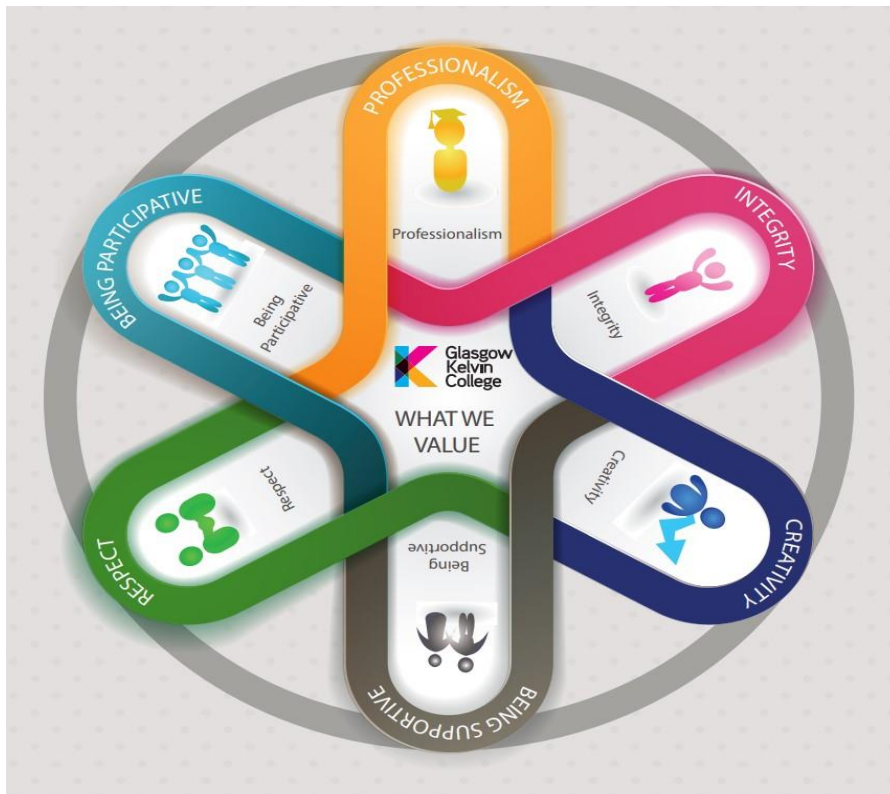 PROFESSIONALISM
Professionalism
INTEGRITY
Integrity
CREATIVITY
Creativity
BEING SUPPORTIVE
Being
Supportive
RESPECT
Respect
BEING PARTICIPATIVE
Being
Participative
Glasgow
Kelvin
College
WHAT WE
VALUE